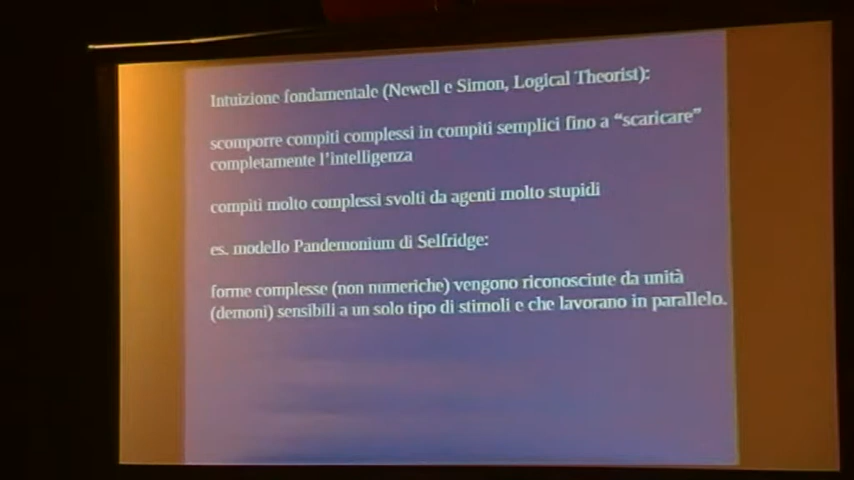 Intuizione fondamentale (Newell e Simon, Logical Theorist):
scomporre compiti complessi in compiti semplici fino a “scaricare”
completamente l’intelligenza
compiti molto complessi svolti da agenti molto stupidi
es. modello Pandemonium di Selfridge:
forme complesse (non numeriche) vengono riconosciute da unità
(demoni) sensibili a un solo tipo di stimoli e che lavorano in parallelo.